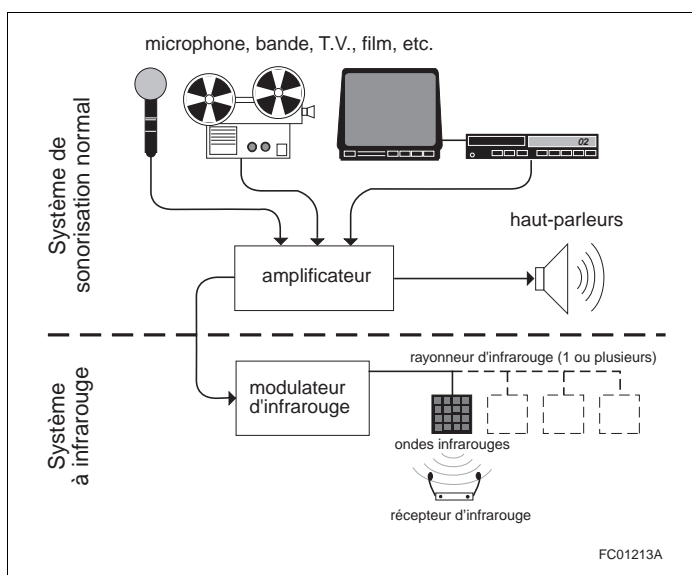 microphone, bande, T.V., film, etc.
Système de
sonorisation normal
02
haut-parleurs
amplificateur
Système
à infrarouge
rayonneur d'infrarouge (1 ou plusieurs)
modulateur
d'infrarouge
ondes infrarouges
récepteur d'infrarouge
FC01213A